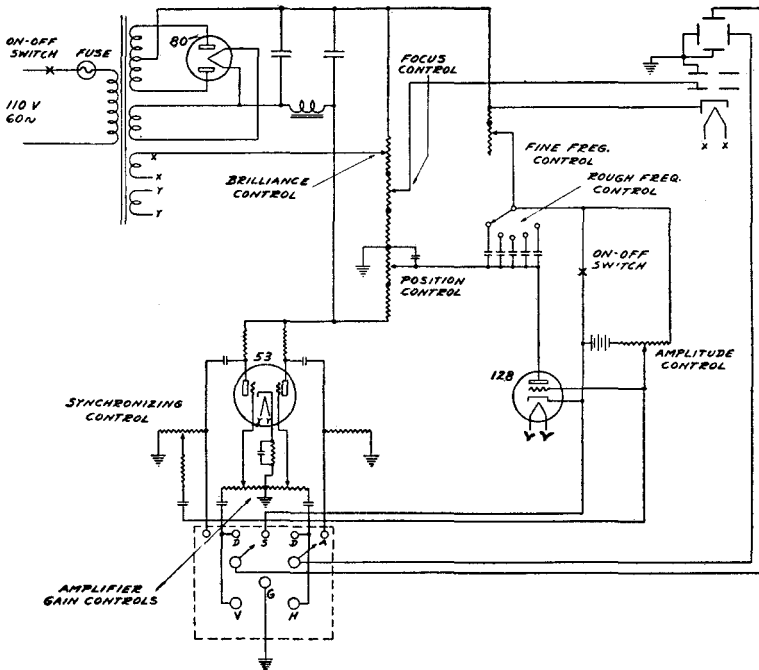 ON-OFF
SWITCH
FUSE
80
110 V
60~
FOCUS
CONTROL
FINE FREQ.
CONTROL
ROUGH FREQ.
CONTROL
BRILLIANCE
CONTROL
X
X
Y
Y
X X
ON-OFF
SWITCH
POSITION
CONTROL
AMPLITUDE
CONTROL
53
Y Y
128
Y Y
SYNCHRONIZING
CONTROL
D S D A
G
V H
AMPLIFIER
GAIN CONTROLS